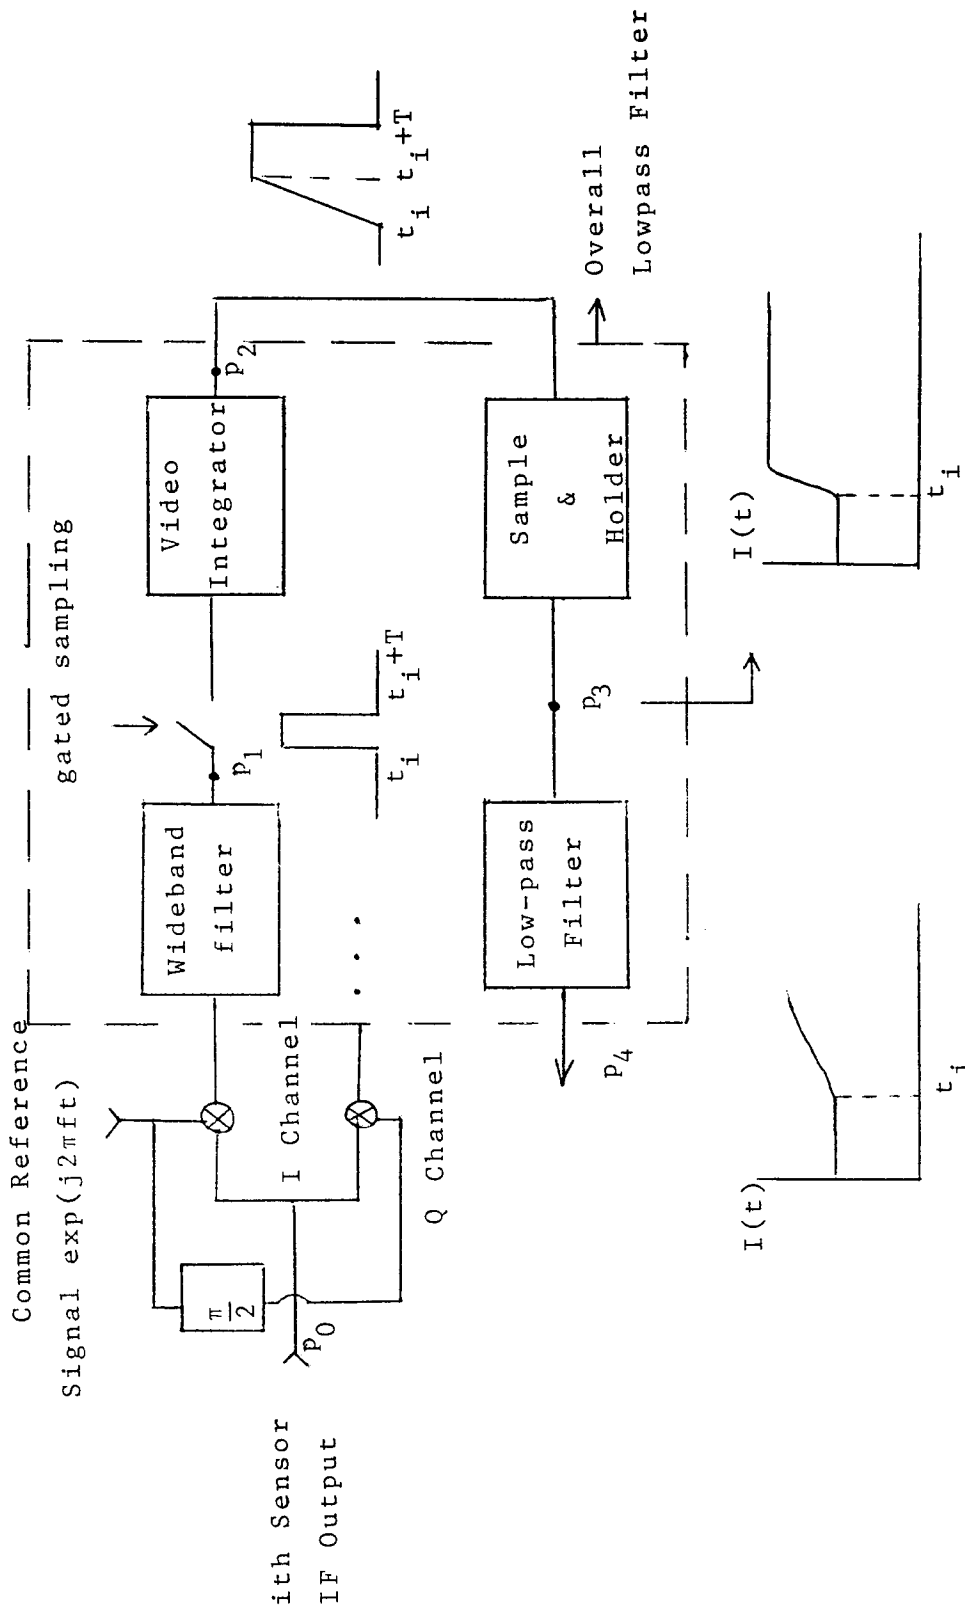 Common Reference
Signal exp(j2πft)
gated sampling
ith Sensor
IF Output
p0
π/2
I Channel
Q Channel
Wideband
filter
p1
ti
ti+T
Video
Integrator
p2
ti
ti+T
Overall
Lowpass Filter
Sample
&
Holder
p3
Low-pass
Filter
p4
I(t)
ti
I(t)
ti